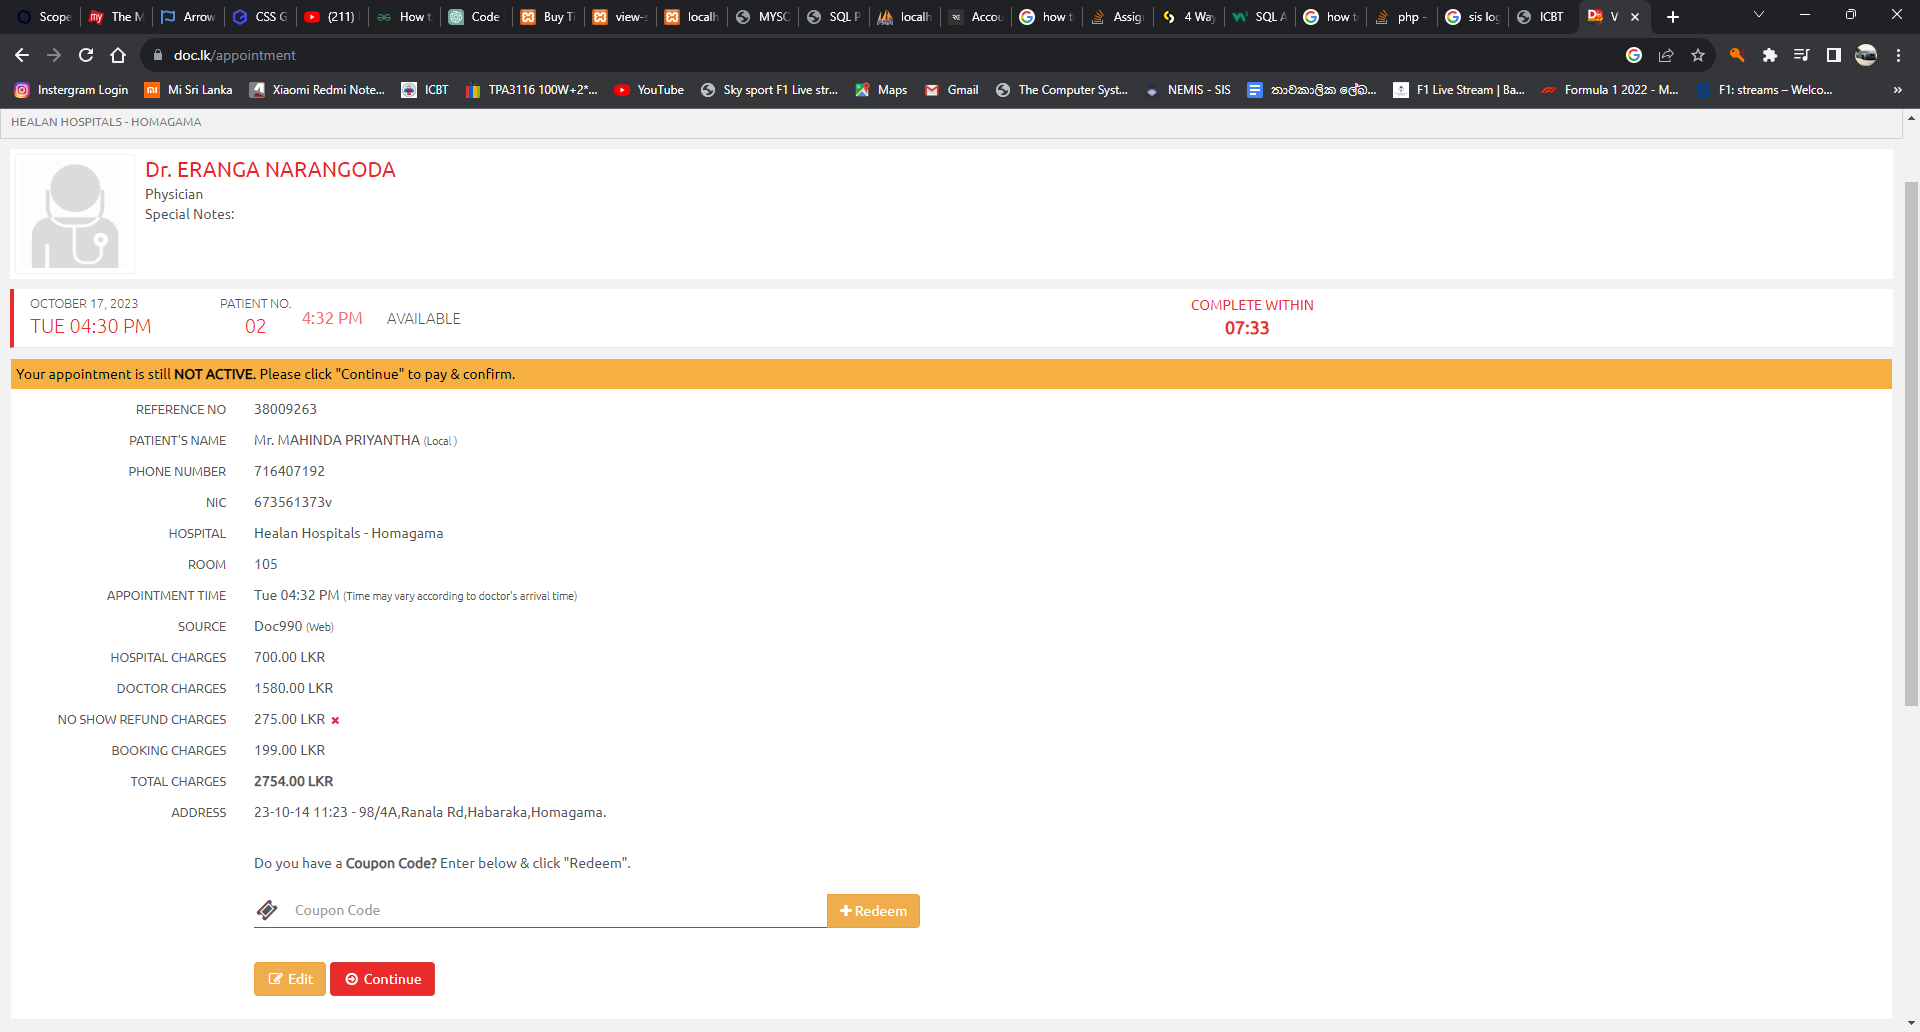 Scope
The M
Arrow
CSS G
(211)
How t
Code
Buy Ti
view-s
localh
MYSQ
SQL P
localh
Accou
how t
Assign
4 Way
SQL A
how t
php -
sis log
ICBT
V
doc.lk/appointment
Instergram Login
Mi Sri Lanka
Xiaomi Redmi Note...
ICBT
TPA3116 100W+2*...
YouTube
Sky sport F1 Live str...
Maps
Gmail
The Computer Syst...
NEMIS - SIS
තාවකාලික ලේඛ...
F1 Live Stream | Ba...
Formula 1 2022 - M...
F1: streams – Welco...
HEALAN HOSPITALS - HOMAGAMA
Dr. ERANGA NARANGODA
Physician
Special Notes:
OCTOBER 17, 2023
TUE 04:30 PM
PATIENT NO.
02
4:32 PM
AVAILABLE
COMPLETE WITHIN
07:33
Your appointment is still NOT ACTIVE. Please click "Continue" to pay & confirm.
REFERENCE NO 38009263
PATIENT'S NAME Mr. MAHINDA PRIYANTHA (Local )
PHONE NUMBER 716407192
NIC 673561373v
HOSPITAL Healan Hospitals - Homagama
ROOM 105
APPOINTMENT TIME Tue 04:32 PM (Time may vary according to doctor's arrival time)
SOURCE Doc990 (Web)
HOSPITAL CHARGES 700.00 LKR
DOCTOR CHARGES 1580.00 LKR
NO SHOW REFUND CHARGES 275.00 LKR
BOOKING CHARGES 199.00 LKR
TOTAL CHARGES 2754.00 LKR
ADDRESS 23-10-14 11:23 - 98/4A,Ranala Rd,Habaraka,Homagama.
Do you have a Coupon Code? Enter below & click "Redeem".
Coupon Code
Redeem
Edit
Continue